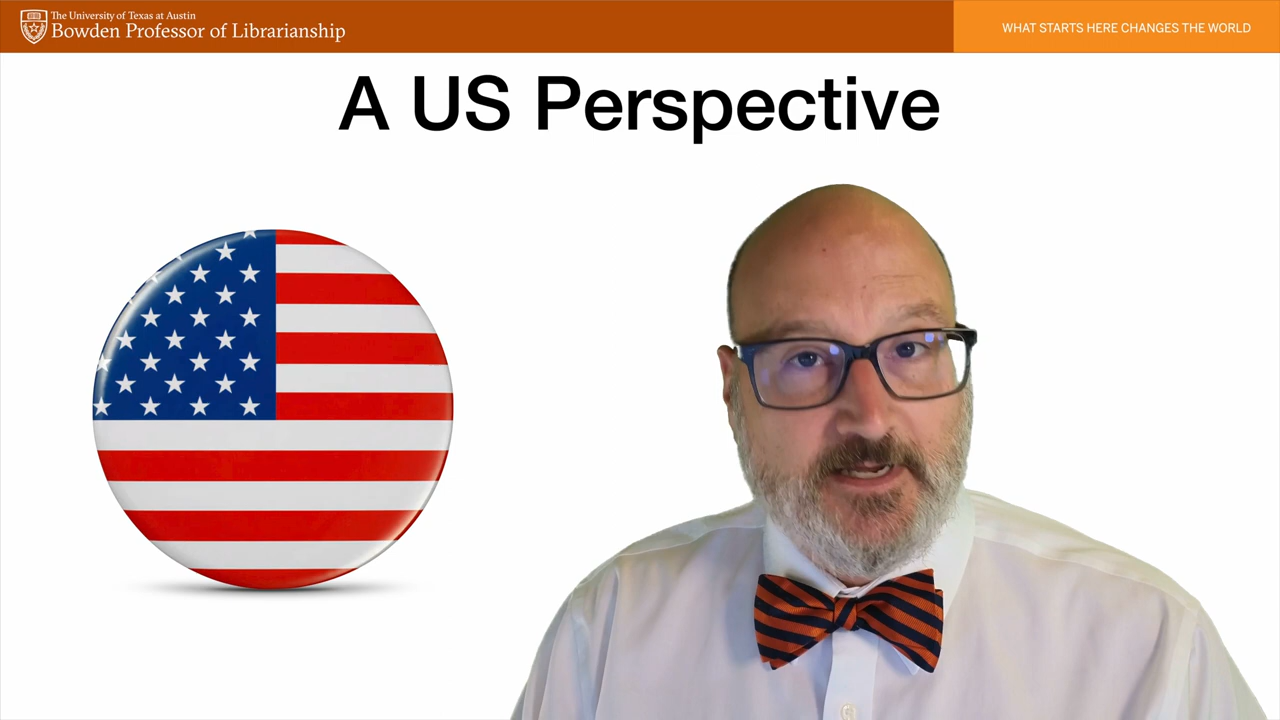 The University of Texas at Austin
Bowden Professor of Librarianship
WHAT STARTS HERE CHANGES THE WORLD
A US Perspective